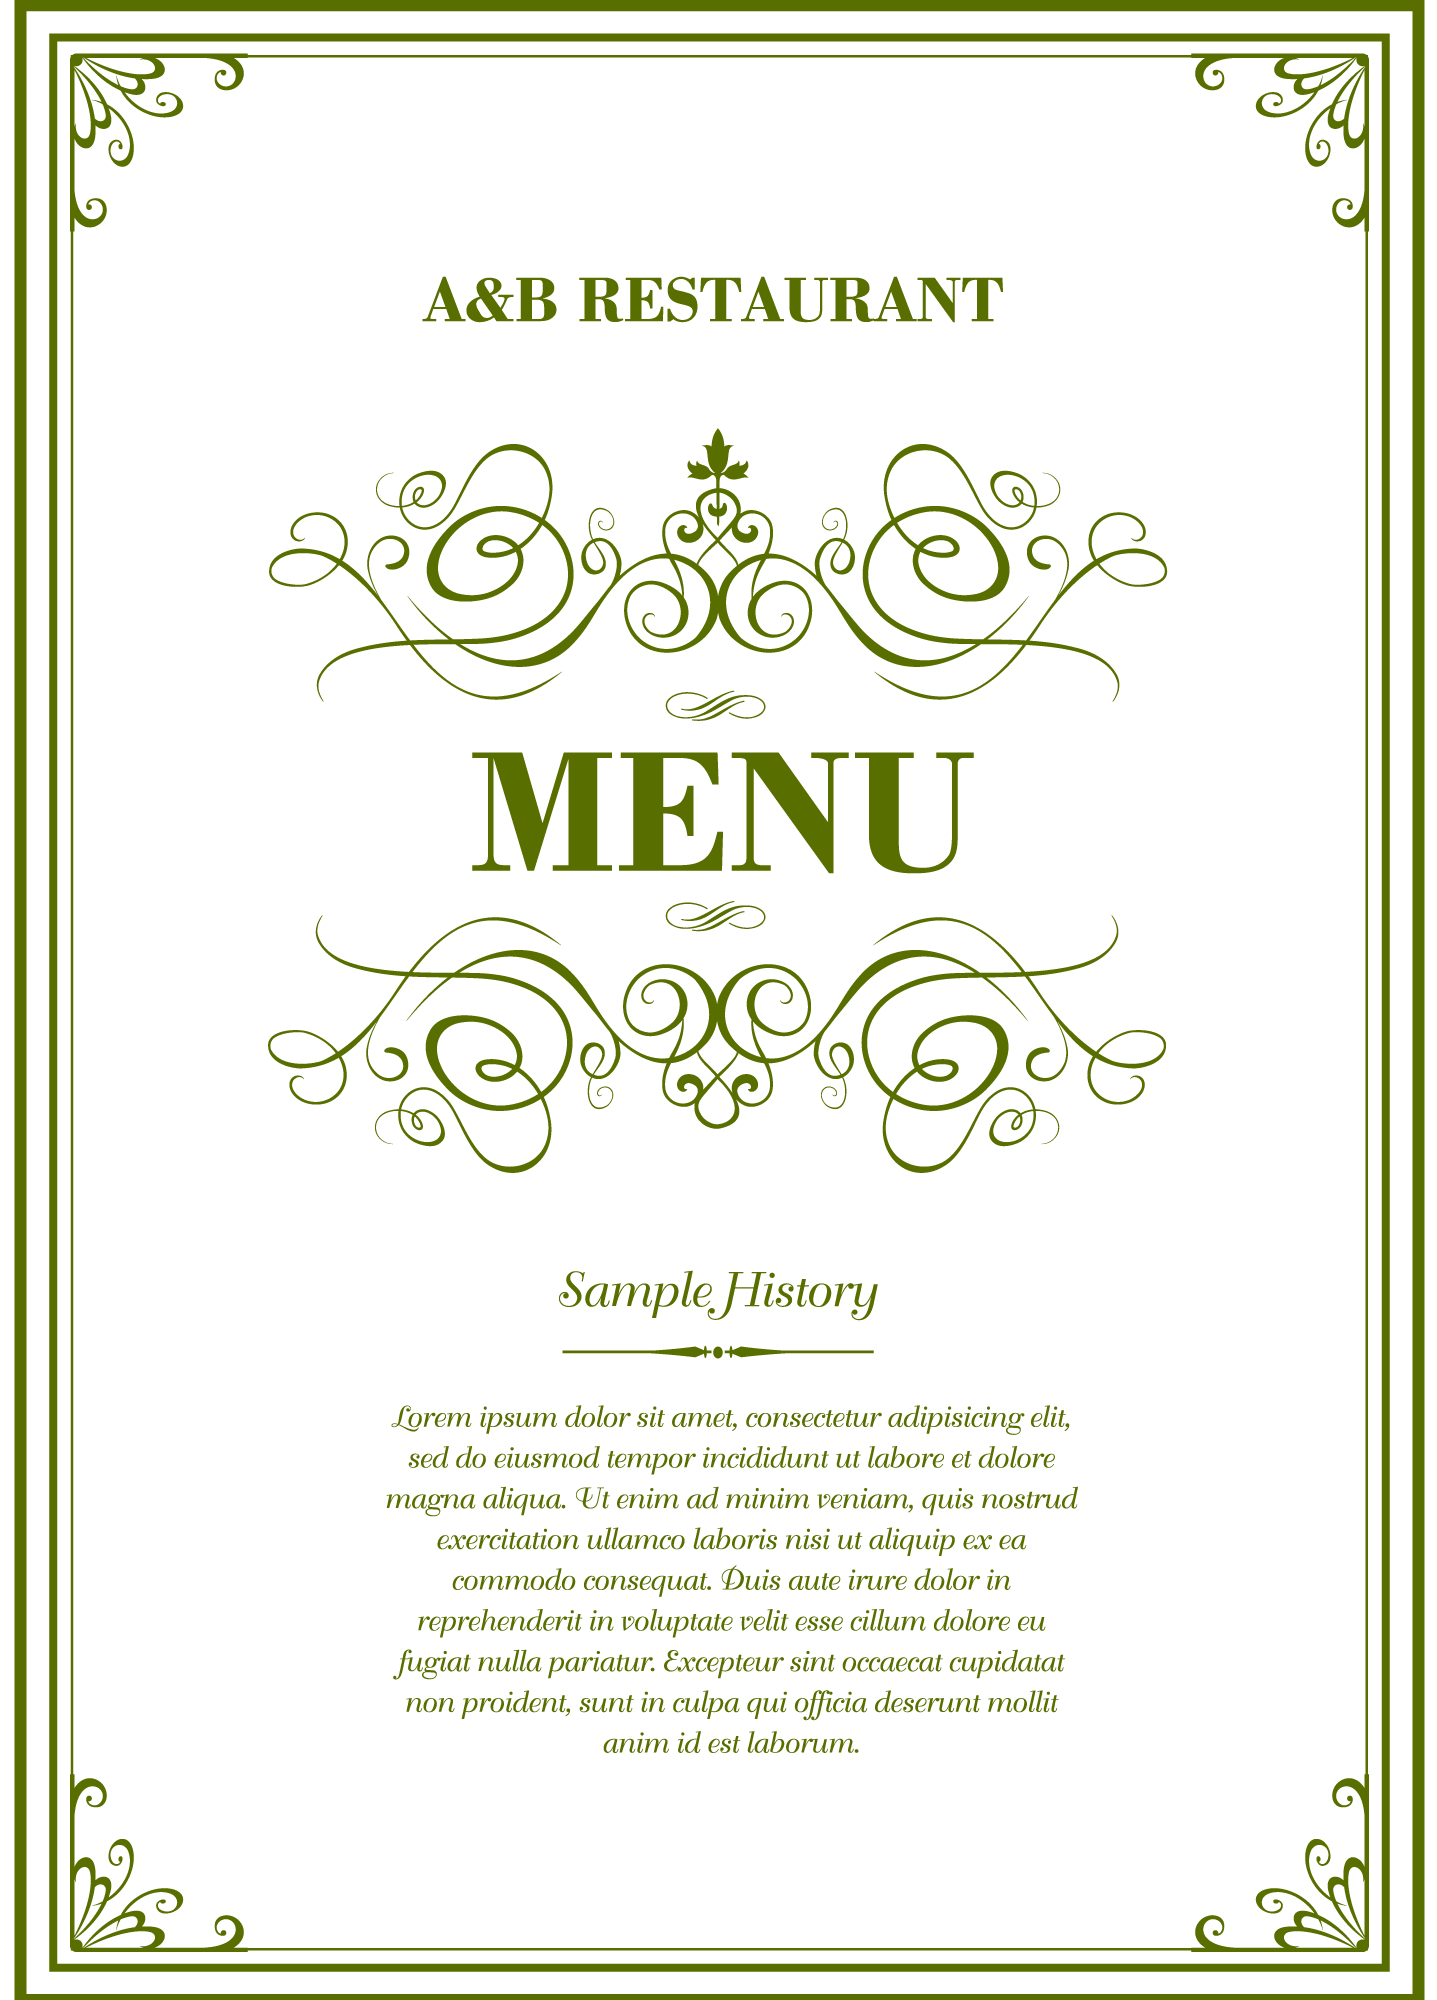 A&B RESTAURANT
MENU
Sample History
Lorem ipsum dolor sit amet, consectetur adipisicing elit,
sed do eiusmod tempor incididunt ut labore et dolore
magna aliqua. Ut enim ad minim veniam, quis nostrud
exercitation ullamco laboris nisi ut aliquip ex ea
commodo consequat. Duis aute irure dolor in
reprehenderit in voluptate velit esse cillum dolore eu
fugiat nulla pariatur. Excepteur sint occaecat cupidatat
non proident, sunt in culpa qui officia deserunt mollit
anim id est laborum.